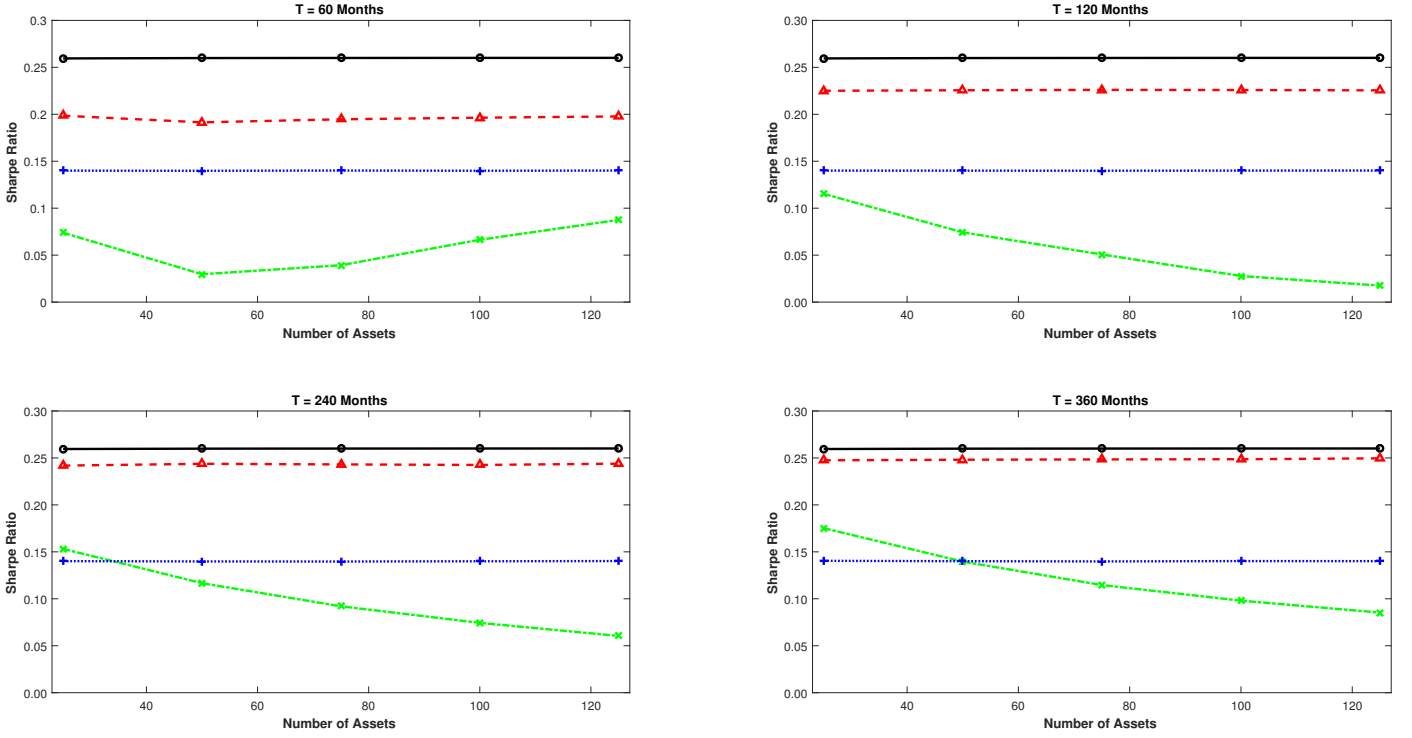 T = 60 Months
0.3
0.25
0.2
0.15
0.1
0.05
0
Sharpe Ratio
40 60 80 100 120
Number of Assets
T = 120 Months
0.30
0.25
0.20
0.15
0.10
0.05
0.00
Sharpe Ratio
40 60 80 100 120
Number of Assets
T = 240 Months
0.30
0.25
0.20
0.15
0.10
0.05
0.00
Sharpe Ratio
40 60 80 100 120
Number of Assets
T = 360 Months
0.30
0.25
0.20
0.15
0.10
0.05
0.00
Sharpe Ratio
40 60 80 100 120
Number of Assets